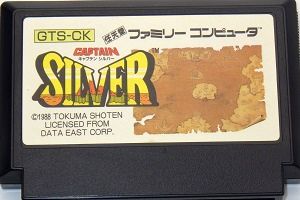 GTS-CK
任天堂 ファミリーコンピュータ
CAPTAIN
キャプテン シルバー
SILVER
©1988 TOKUMA SHOTEN
LICENSED FROM
DATA EAST CORP.